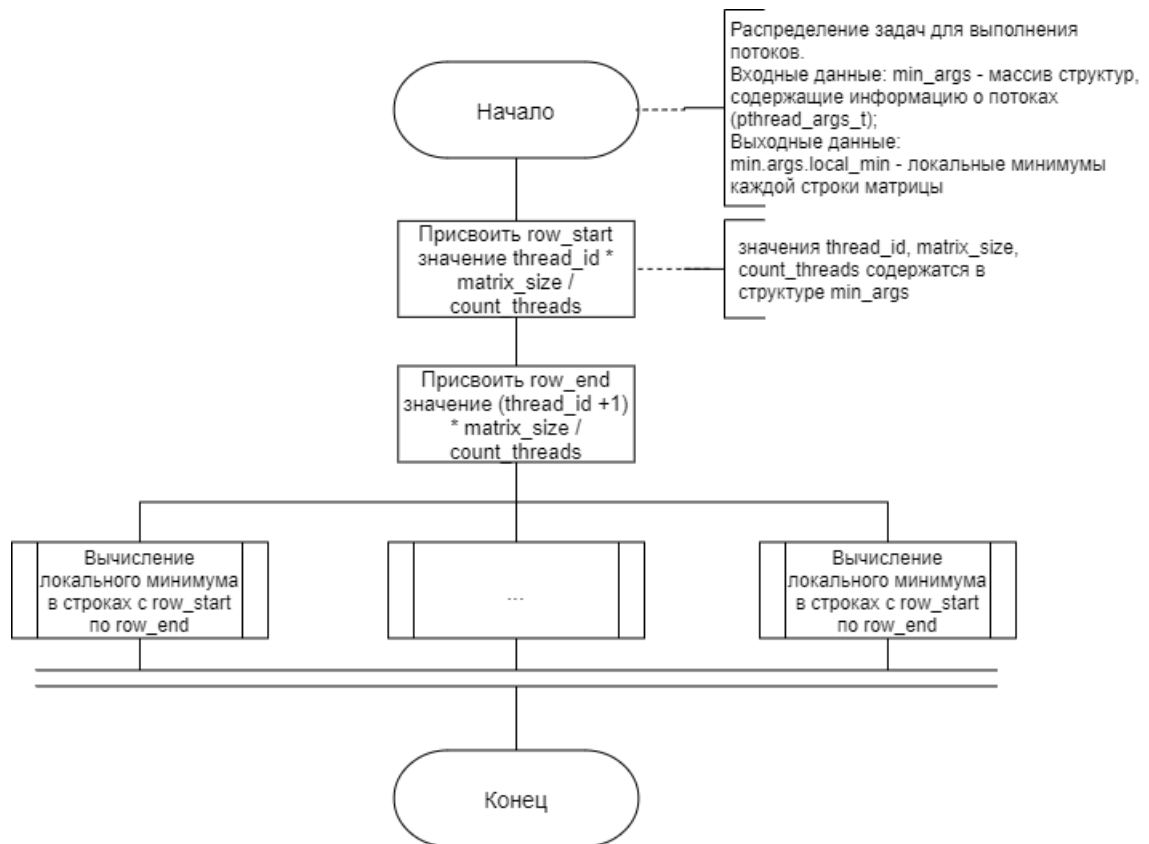 Распределение задач для выполнения
потоков.
Входные данные: min_args - массив структур,
содержащие информацию о потоках
(pthread_args_t);
Выходные данные:
min.args.local_min - локальные минимумы
каждой строки матрицы
Начало
Присвоить row_start
значение thread_id *
matrix_size /
count_threads
значения thread_id, matrix_size,
count_threads содержатся в
структуре min_args
Присвоить row_end
значение (thread_id +1)
* matrix_size /
count_threads
Вычисление
локального минимума
в строках с row_start
по row_end
...
Вычисление
локального минимума
в строках с row_start
по row_end
Конец